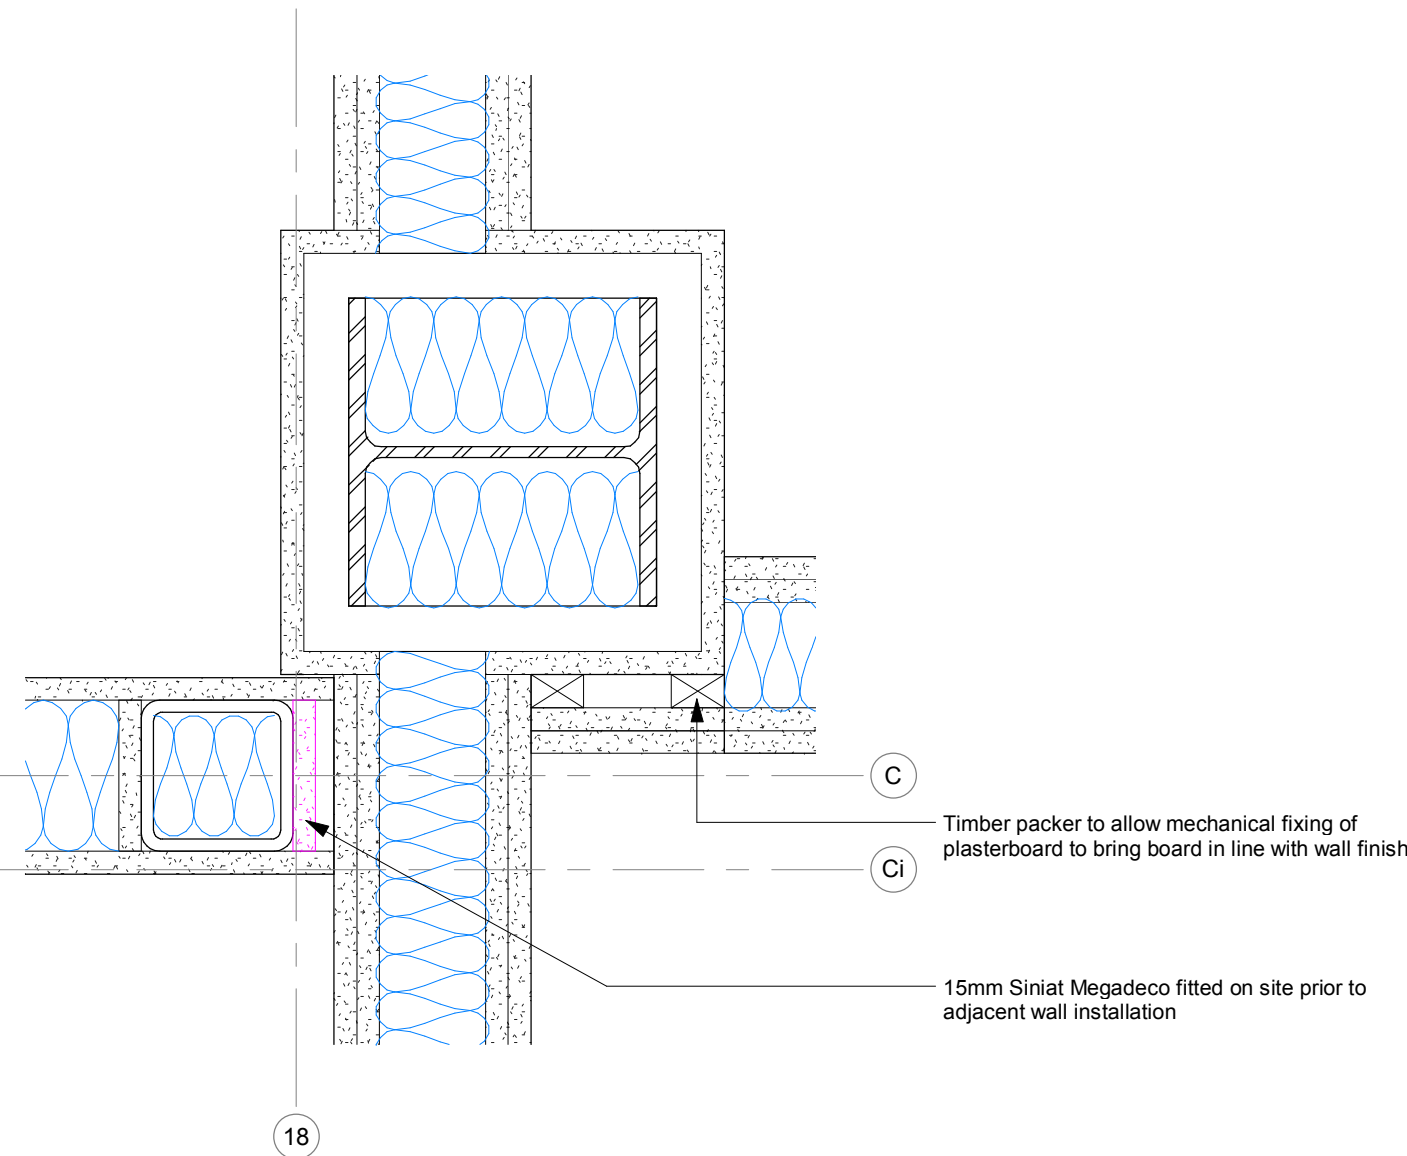 C
Timber packer to allow mechanical fixing of
plasterboard to bring board in line with wall finish
Ci
15mm Siniat Megadeco fitted on site prior to
adjacent wall installation
18